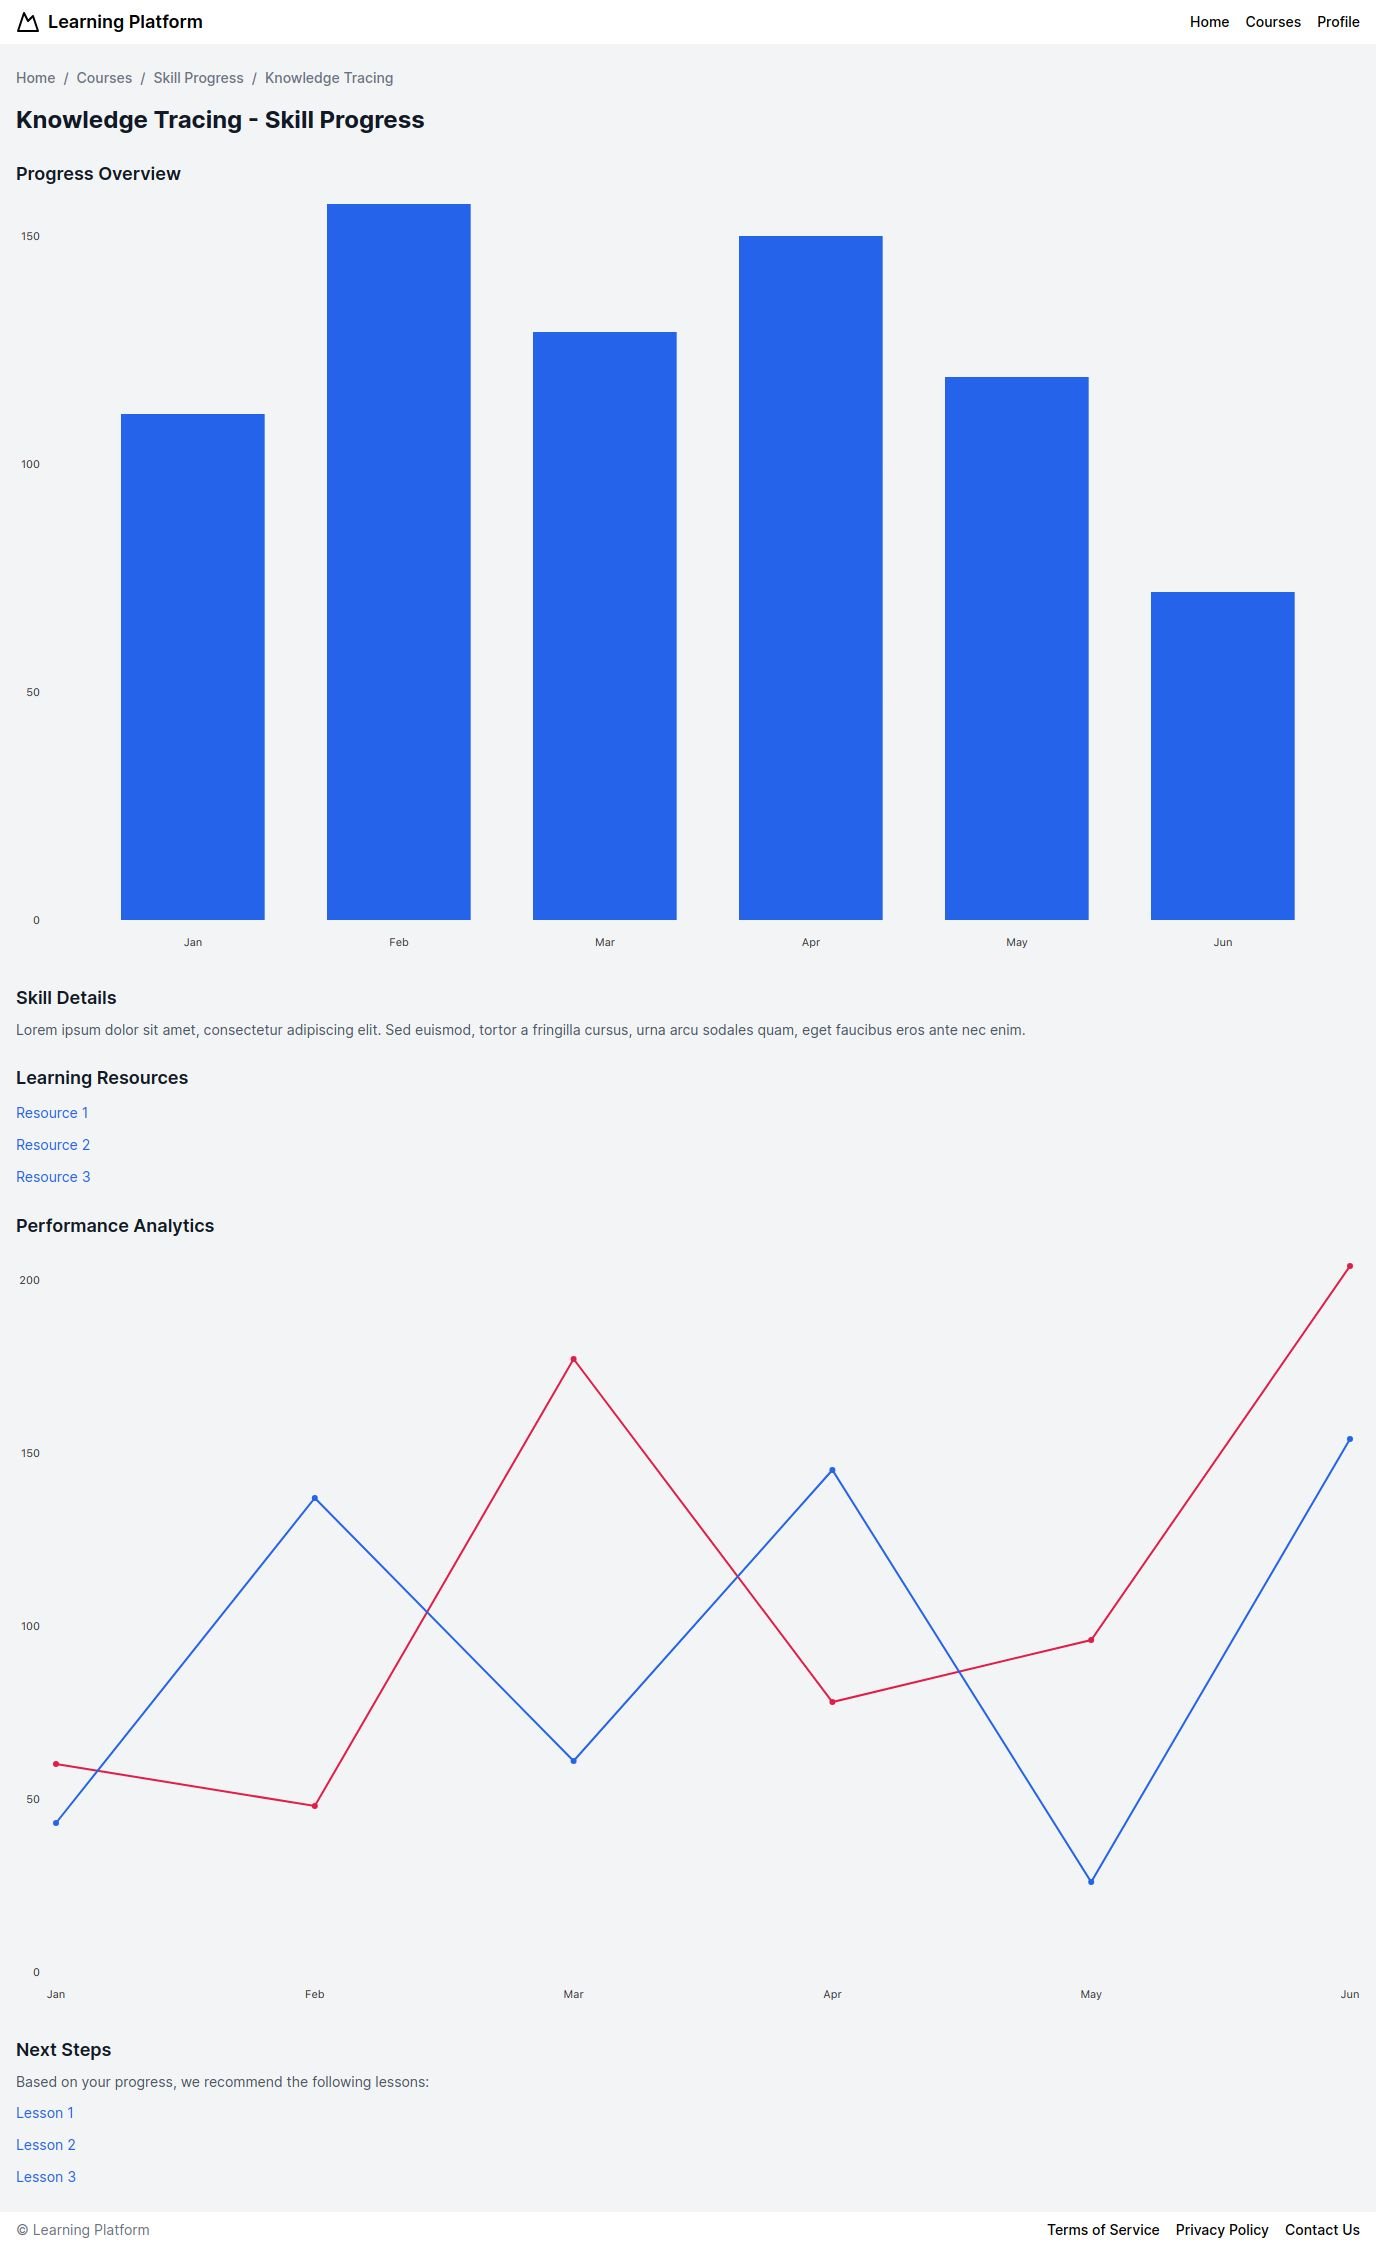 Learning Platform
Home Courses Profile
Home / Courses / Skill Progress / Knowledge Tracing
Knowledge Tracing - Skill Progress
Progress Overview
150
100
50
0
Jan Feb Mar Apr May Jun
Skill Details
Lorem ipsum dolor sit amet, consectetur adipiscing elit. Sed euismod, tortor a fringilla cursus, urna arcu sodales quam, eget faucibus eros ante nec enim.
Learning Resources
Resource 1
Resource 2
Resource 3
Performance Analytics
200
150
100
50
0
Jan Feb Mar Apr May Jun
Next Steps
Based on your progress, we recommend the following lessons:
Lesson 1
Lesson 2
Lesson 3
© Learning Platform
Terms of Service Privacy Policy Contact Us